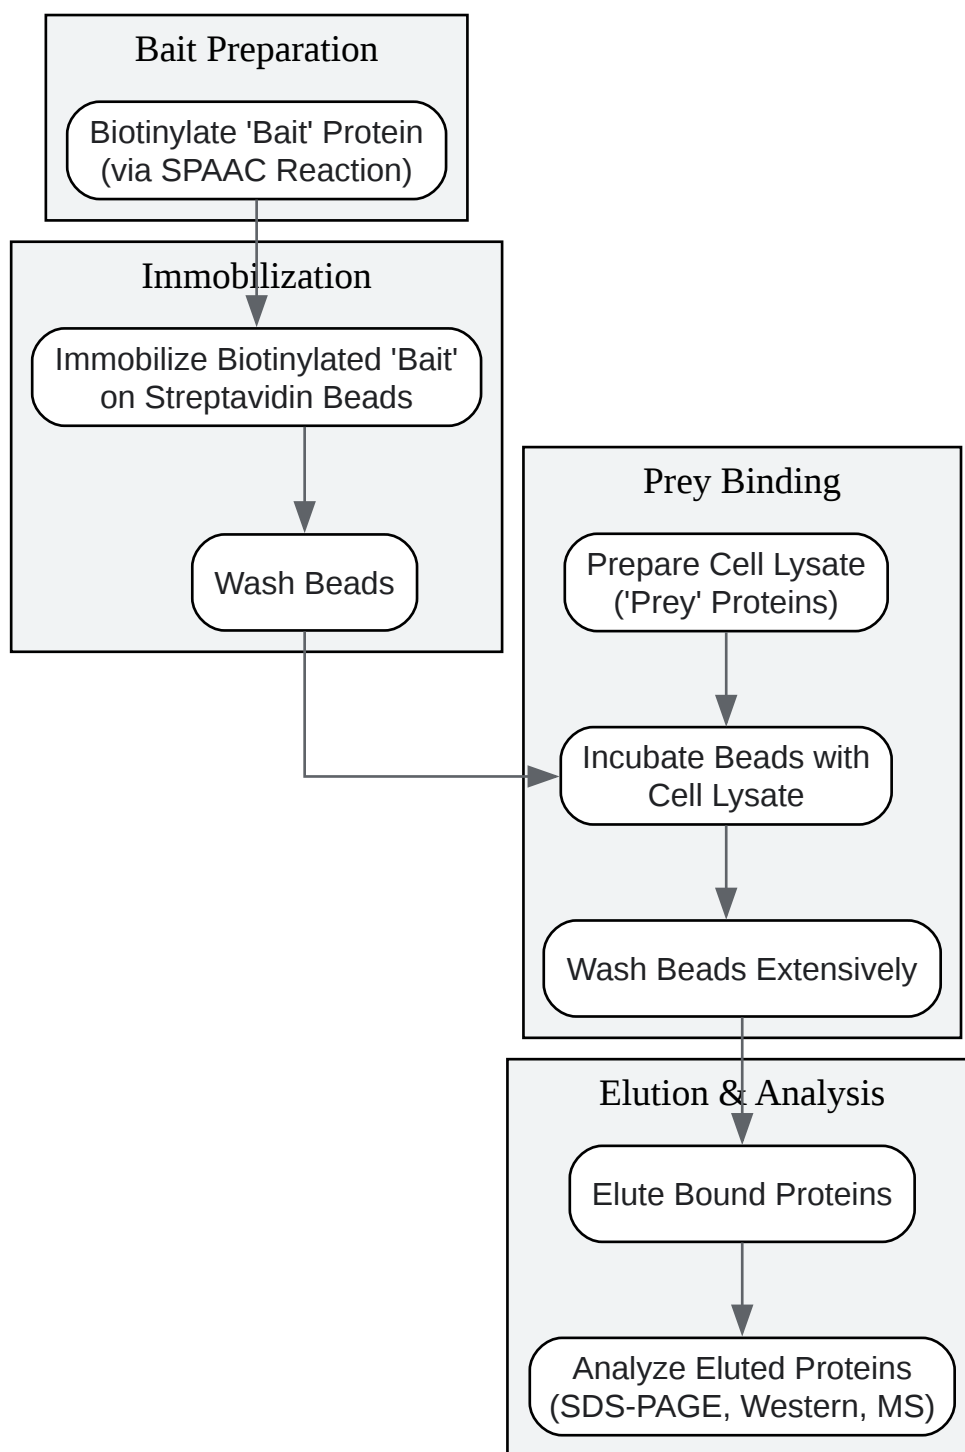 Bait Preparation
Biotinylate 'Bait' Protein
(via SPAAC Reaction)
Immobilization
Immobilize Biotinylated 'Bait'
on Streptavidin Beads
Wash Beads
Prey Binding
Prepare Cell Lysate
('Prey' Proteins)
Incubate Beads with
Cell Lysate
Wash Beads Extensively
Elution & Analysis
Elute Bound Proteins
Analyze Eluted Proteins
(SDS-PAGE, Western, MS)